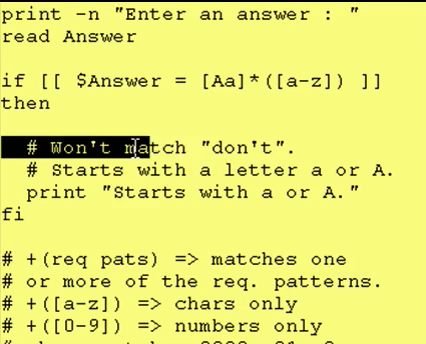 print -n "Enter an answer : "
read Answer
if [[ $Answer = [Aa]*([a-z]) ]]
then
# Won't match "don't".
# Starts with a letter a or A.
print "Starts with a or A."
fi
# +(req pats) => matches one
# or more of the req. patterns.
# +([a-z]) => chars only
# +([0-9]) => numbers only